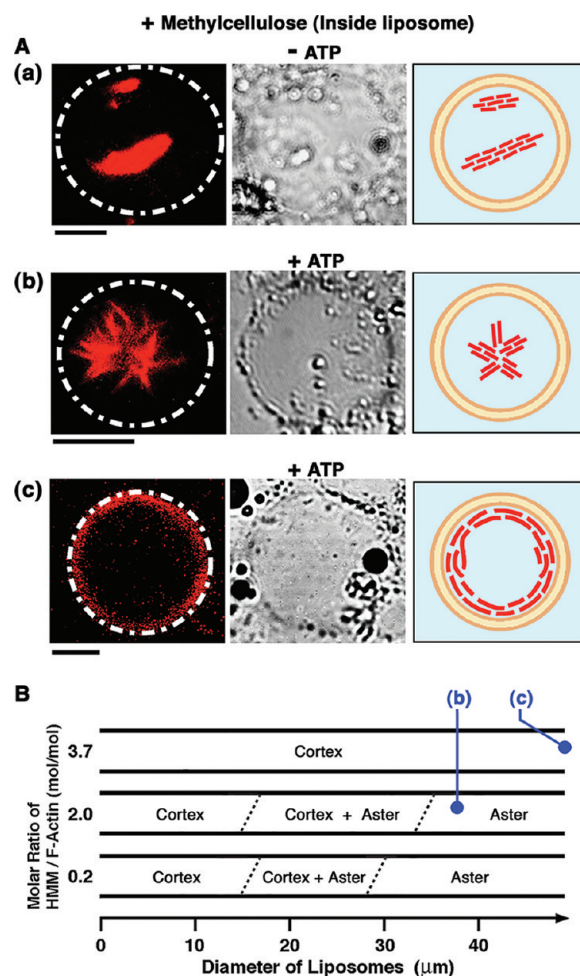 + Methylcellulose (Inside liposome)
A
- ATP
(a)
+ ATP
(b)
+ ATP
(c)
B
(b)
(c)
Molar Ratio of
HMM / F-Actin (mol/mol)
3.7
Cortex
2.0
Cortex
Cortex + Aster
Aster
0.2
Cortex
Cortex + Aster
Aster
0
10
20
30
40
Diameter of Liposomes (μm)